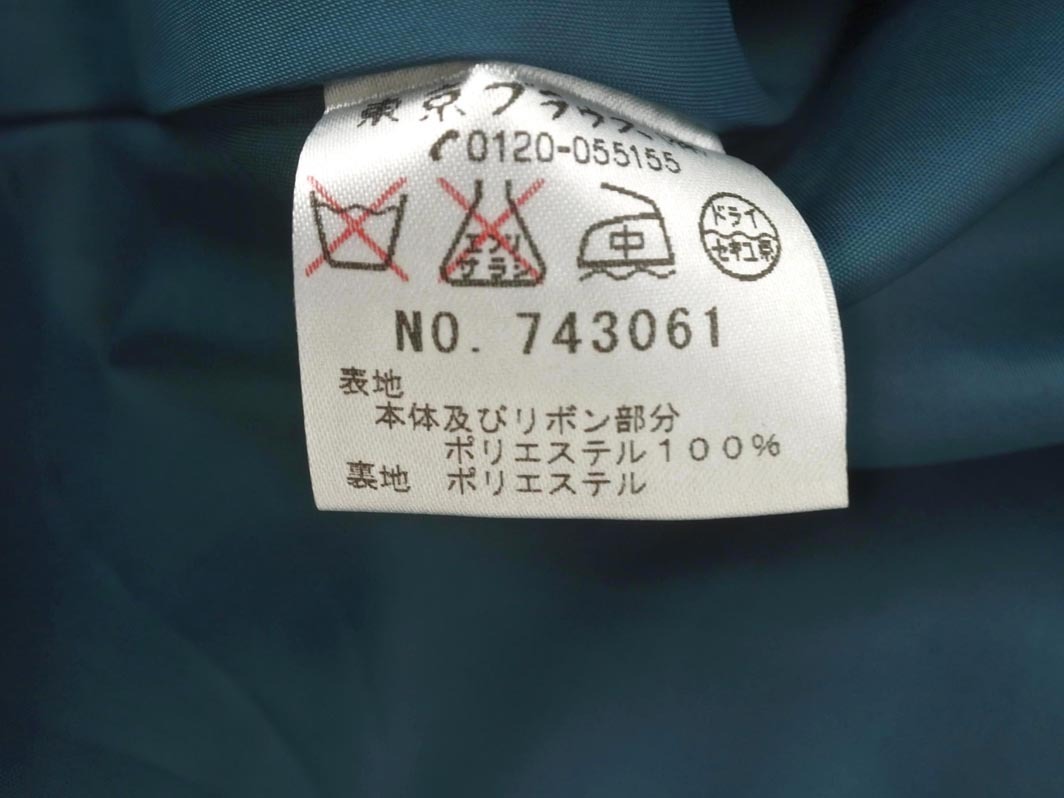 東京ブラウス㈱
0120-055155
エンソ
サラシ
中
ドライ
セキユ系
NO. 743061
表地
本体及びリボン部分
ポリエステル100%
裏地 ポリエステル